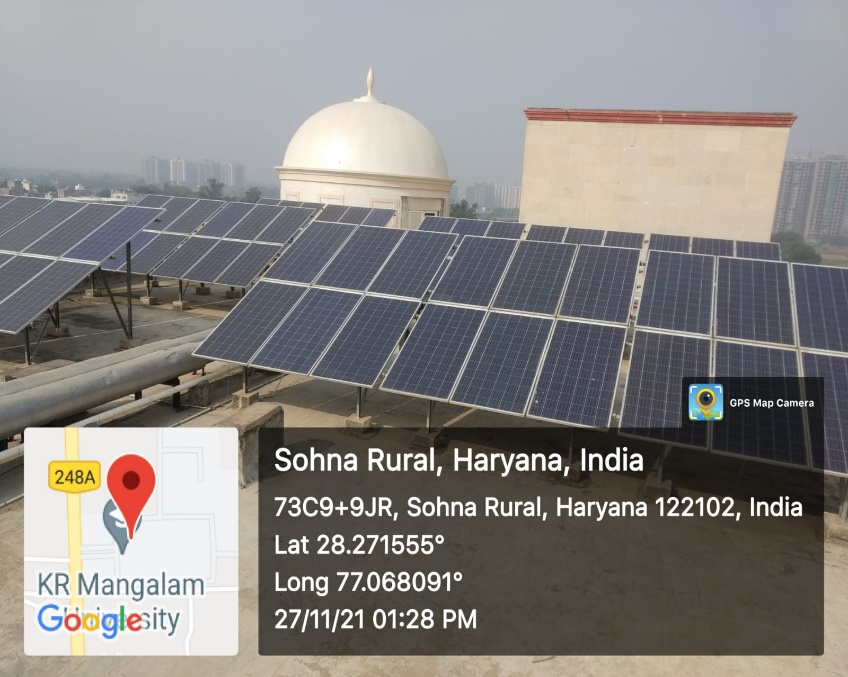 GPS Map Camera
248A
KR Mangalam
University
Google
Sohna Rural, Haryana, India
73C9+9JR, Sohna Rural, Haryana 122102, India
Lat 28.271555°
Long 77.068091°
27/11/21 01:28 PM